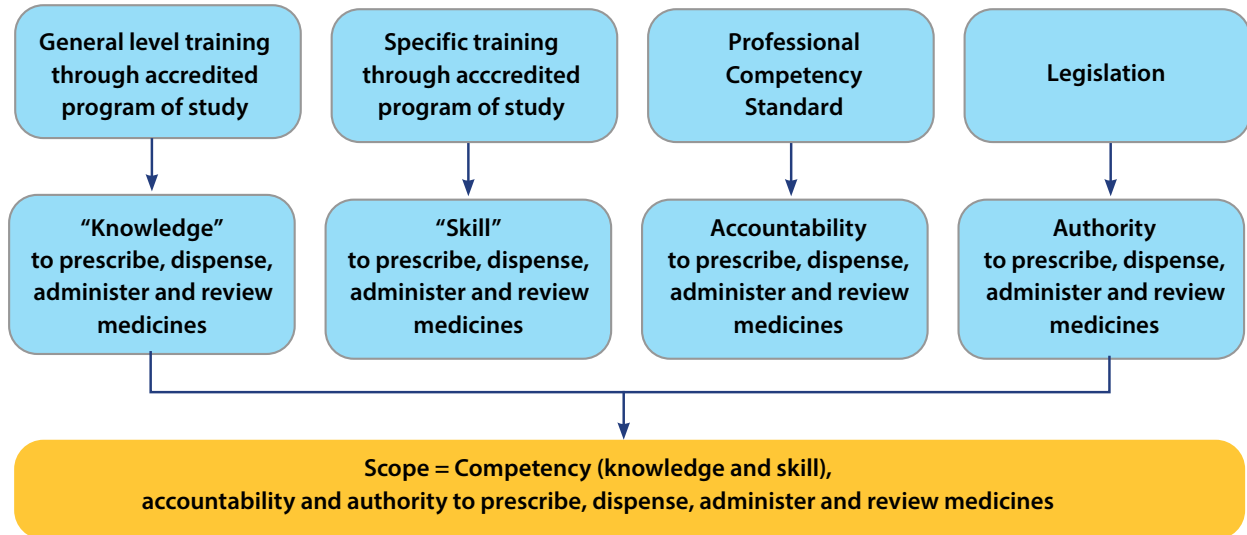 General level training
through accredited
program of study
Specific training
through acccredited
program of study
Professional
Competency
Standard
Legislation
“Knowledge”
to prescribe, dispense,
administer and review
medicines
“Skill”
to prescribe, dispense,
administer and review
medicines
Accountability
to prescribe, dispense,
administer and review
medicines
Authority
to prescribe, dispense,
administer and review
medicines
Scope = Competency (knowledge and skill),
accountability and authority to prescribe, dispense, administer and review medicines